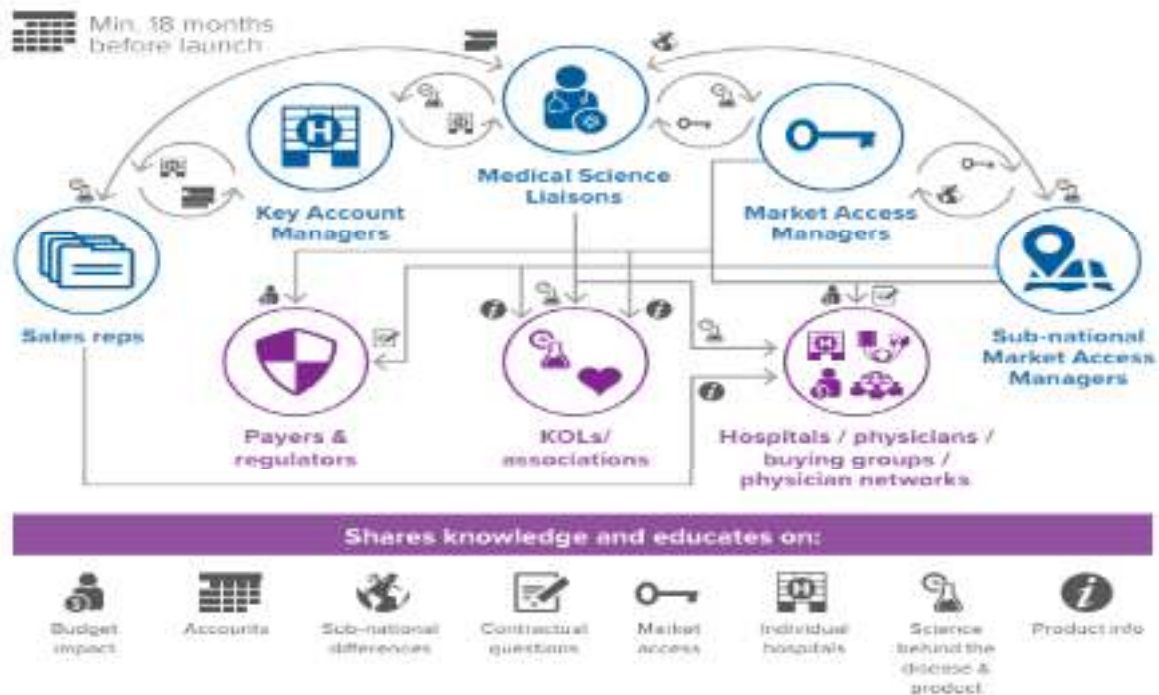 Min. 18 months
before launch
Medical Science
Liaisons
Key Account
Managers
Market Access
Managers
Sales reps
Sub-national
Market Access
Managers
Payers &
regulators
KOLs/
associations
Hospitals / physicians /
buying groups /
physician networks
Shares knowledge and educates on:
Budget
impact
Accounts
Sub-national
differences
Contractual
questions
Market
access
Individual
hospitals
Science
behind the
disease &
product
Product info